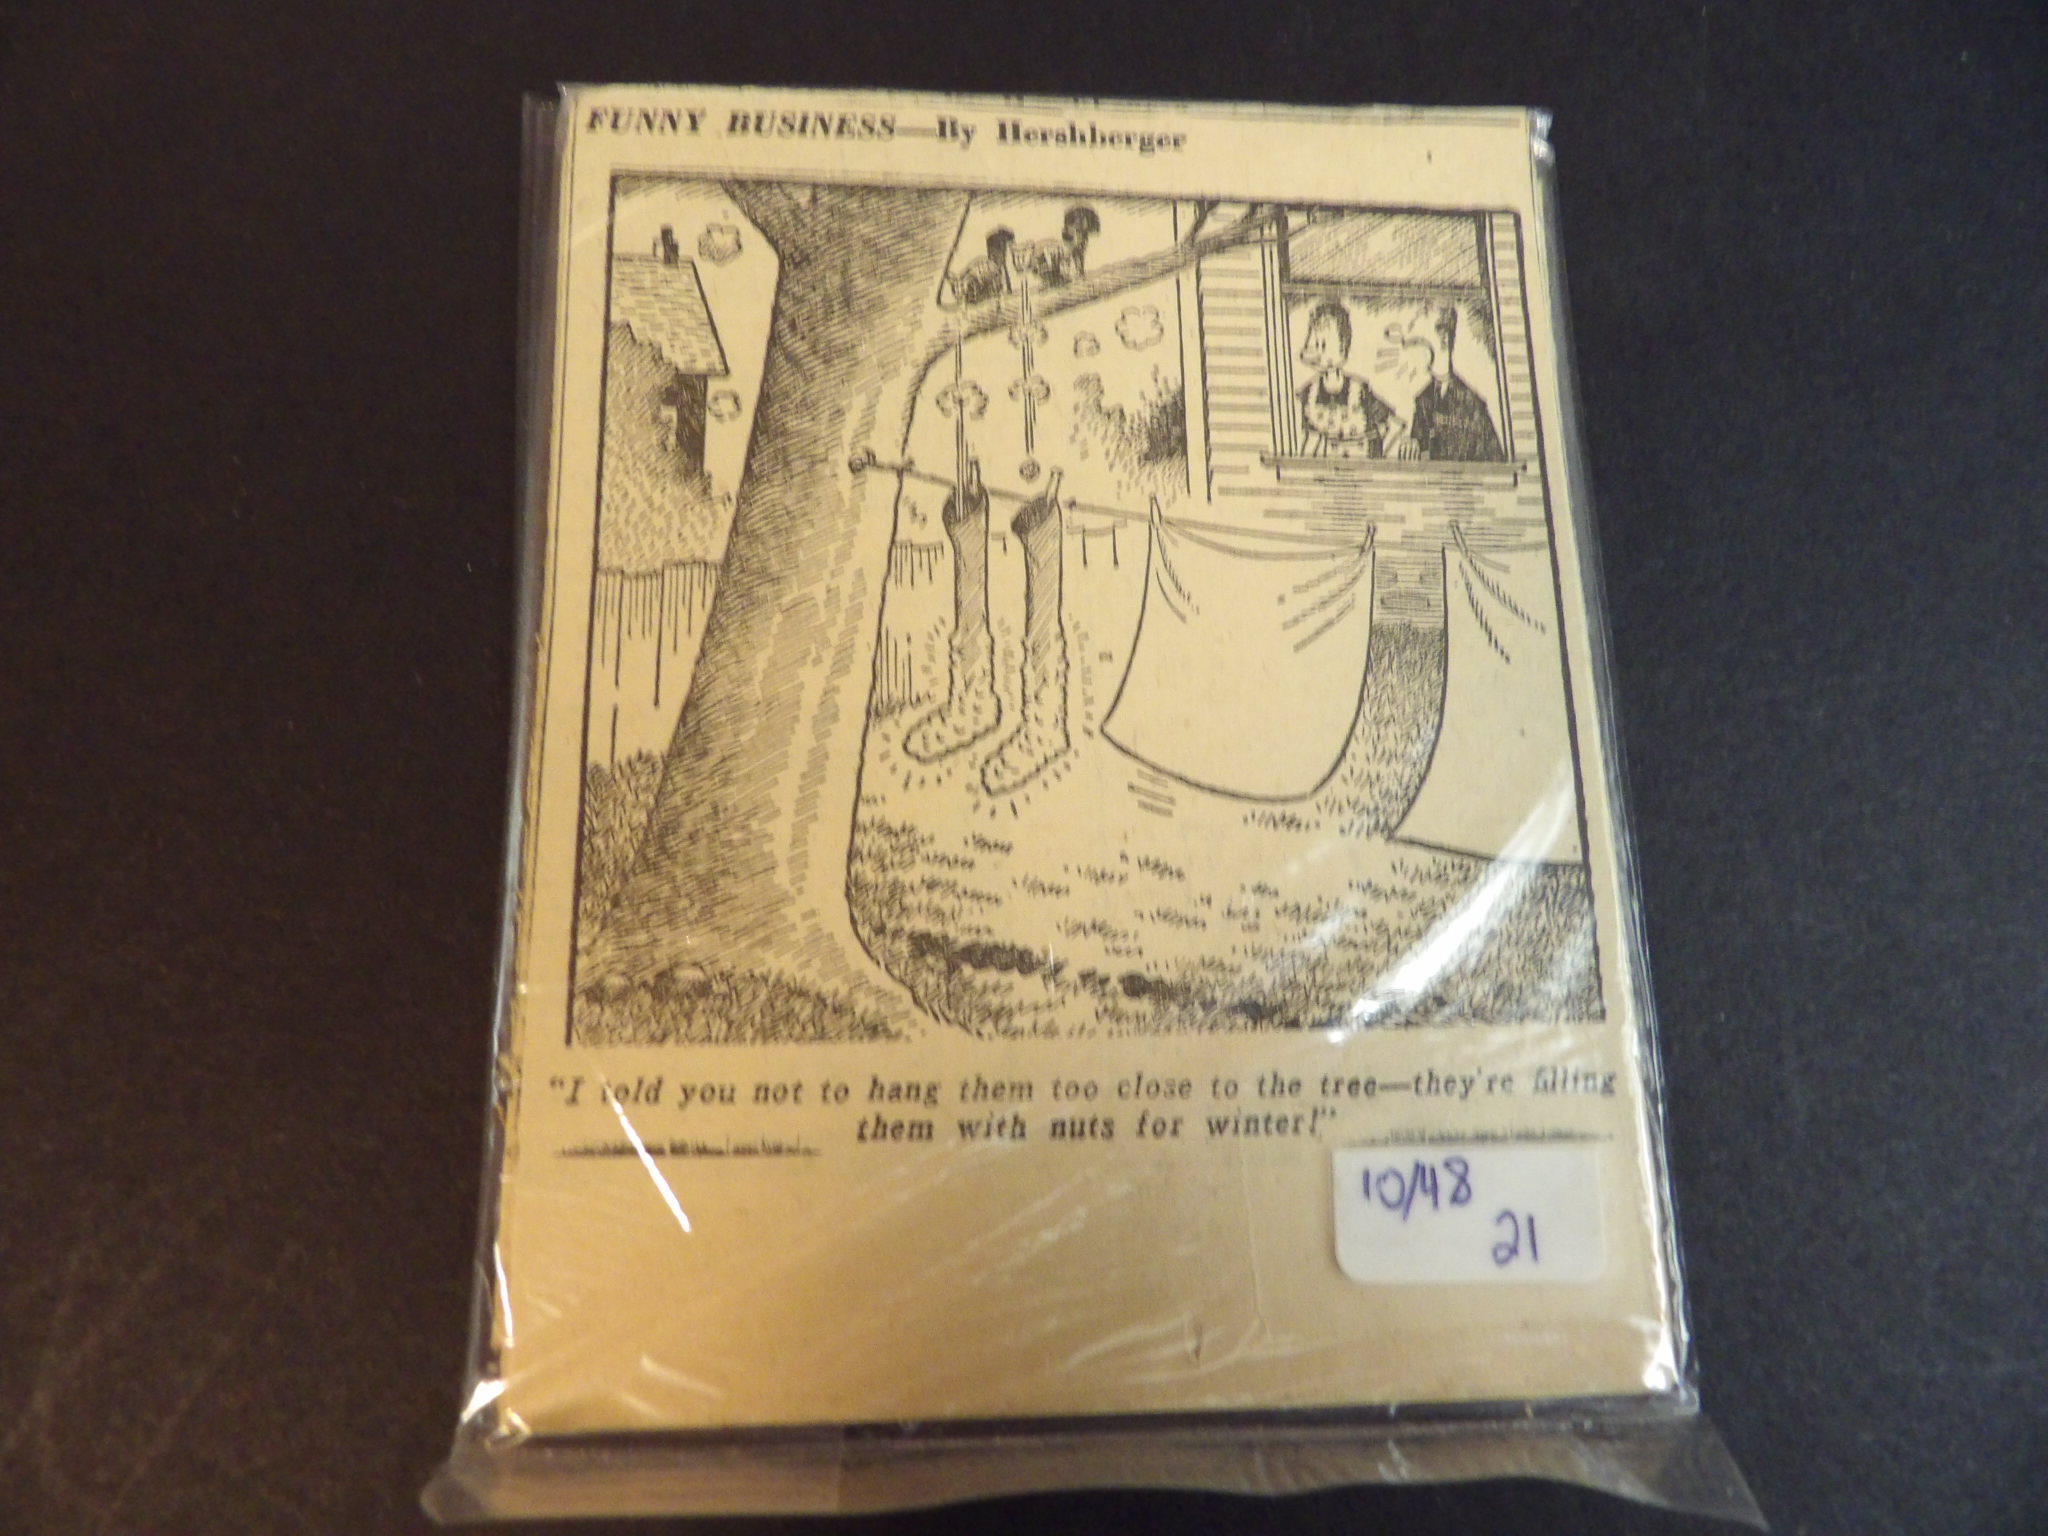 FUNNY BUSINESS—By Hershberger
"I told you not to hang them too close to the tree—they're filling
them with nuts for winter!"
10/48
21